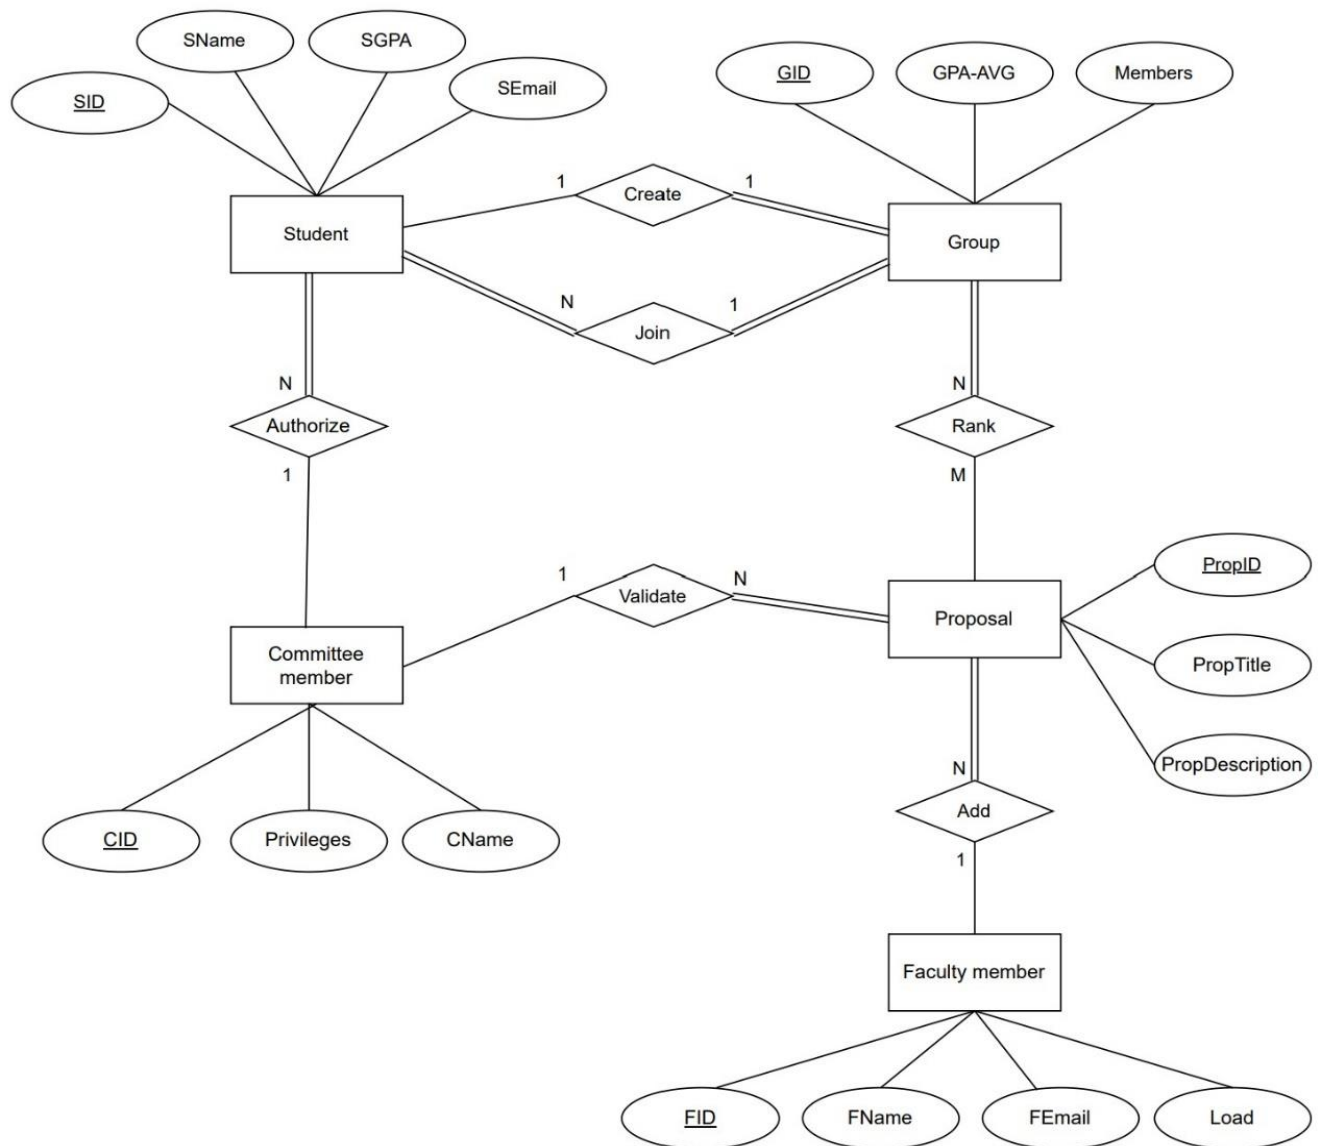 SName
SGPA
SID
SEmail
GID
GPA-AVG
Members
1
Create
1
Student
Group
N
Join
1
N
Authorize
1
N
Rank
M
1
Validate
N
Committee
member
Proposal
PropID
PropTitle
PropDescription
CID
Privileges
CName
N
Add
1
Faculty member
FID
FName
FEmail
Load